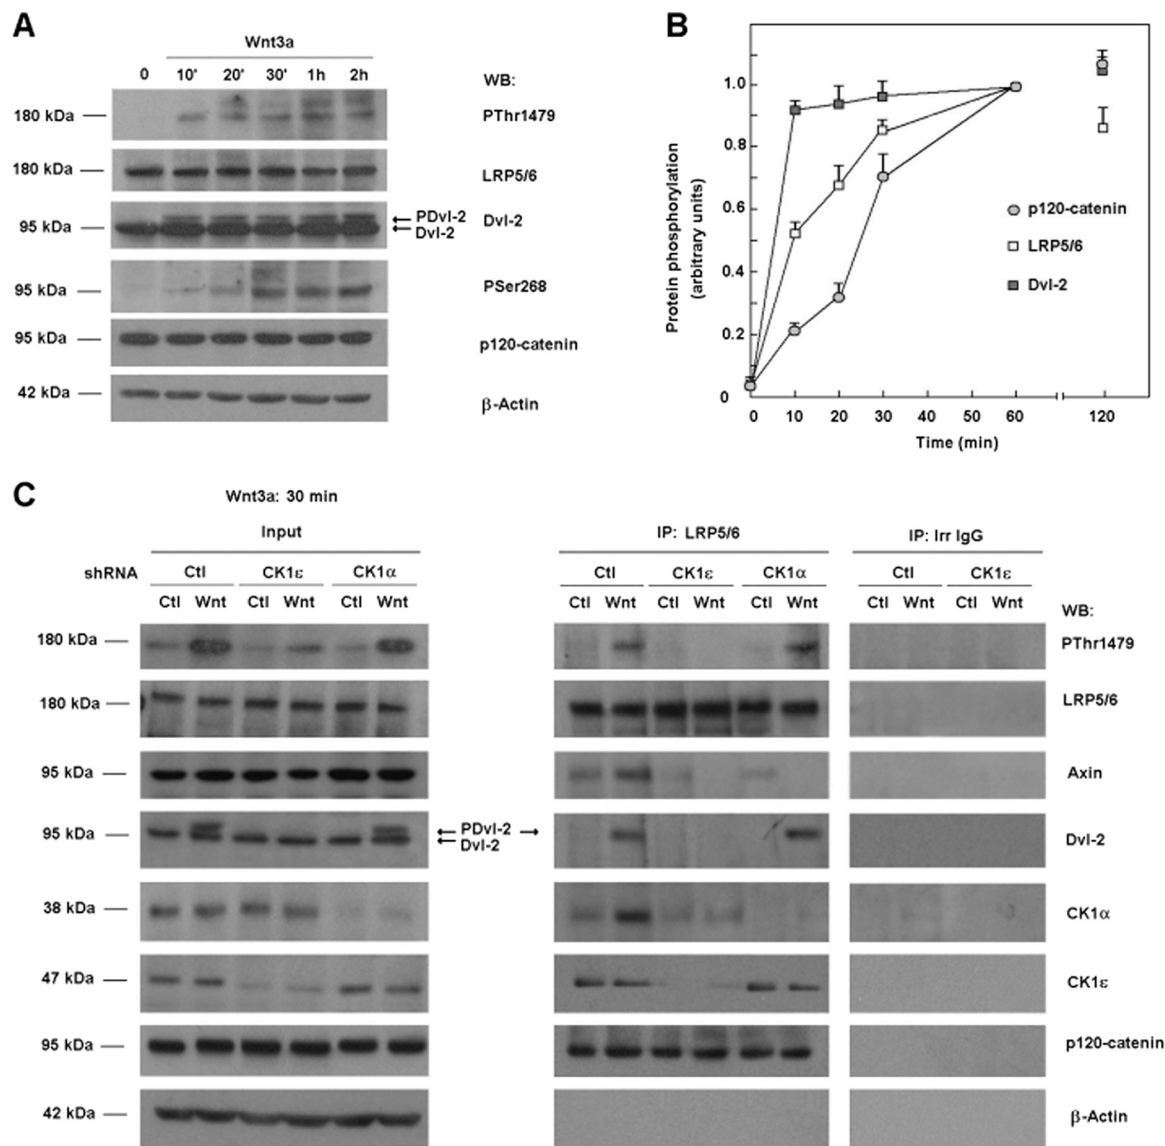 A
Wnt3a
0 10' 20' 30' 1h 2h WB:
180 kDa PThr1479
180 kDa LRP5/6
95 kDa PDvl-2 Dvl-2
Dvl-2
95 kDa PSer268
95 kDa p120-catenin
42 kDa β-Actin
B
Protein phosphorylation
(arbitrary units)
1.0
0.8
0.6
0.4
0.2
0
p120-catenin
LRP5/6
Dvl-2
0 10 20 30 40 50 60 120
Time (min)
C
Wnt3a: 30 min
Input IP: LRP5/6 IP: Irr IgG
shRNA Ctl CK1ε CK1α Ctl CK1ε CK1α Ctl CK1ε
Ctl Wnt Ctl Wnt Ctl Wnt Ctl Wnt Ctl Wnt Ctl Wnt Ctl Wnt Ctl Wnt
WB:
180 kDa PThr1479
180 kDa LRP5/6
95 kDa Axin
95 kDa PDvl-2 Dvl-2
Dvl-2
38 kDa CK1α
47 kDa CK1ε
95 kDa p120-catenin
42 kDa β-Actin